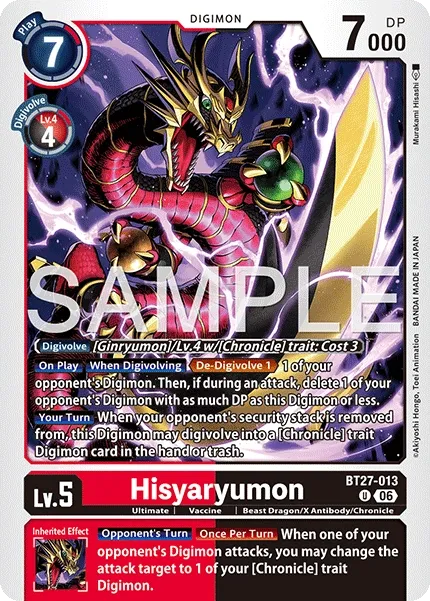 DIGIMON
Play
7
7 DP
000
Digivolve
Lv.4
4
Murakami Hisashi
SAMPLE
©Akiyoshi Hongo, Toei Animation BANDAI MADE IN JAPAN
Digivolve [Ginryumon]/Lv.4 w/[Chronicle] trait: Cost 3
On Play When Digivolving De-Digivolve 1 1 of your
opponent's Digimon. Then, if during an attack, delete 1 of your
opponent's Digimon with as much DP as this Digimon or less.
Your Turn When your opponent's security stack is removed
from, this Digimon may digivolve into a [Chronicle] trait
Digimon card in the hand or trash.
Lv.5
Hisyaryumon
BT27-013
U 06
Ultimate | Vaccine | Beast Dragon/X Antibody/Chronicle
Inherited Effect
Opponent's Turn Once Per Turn When one of your
opponent's Digimon attacks, you may change the
attack target to 1 of your [Chronicle] trait
Digimon.